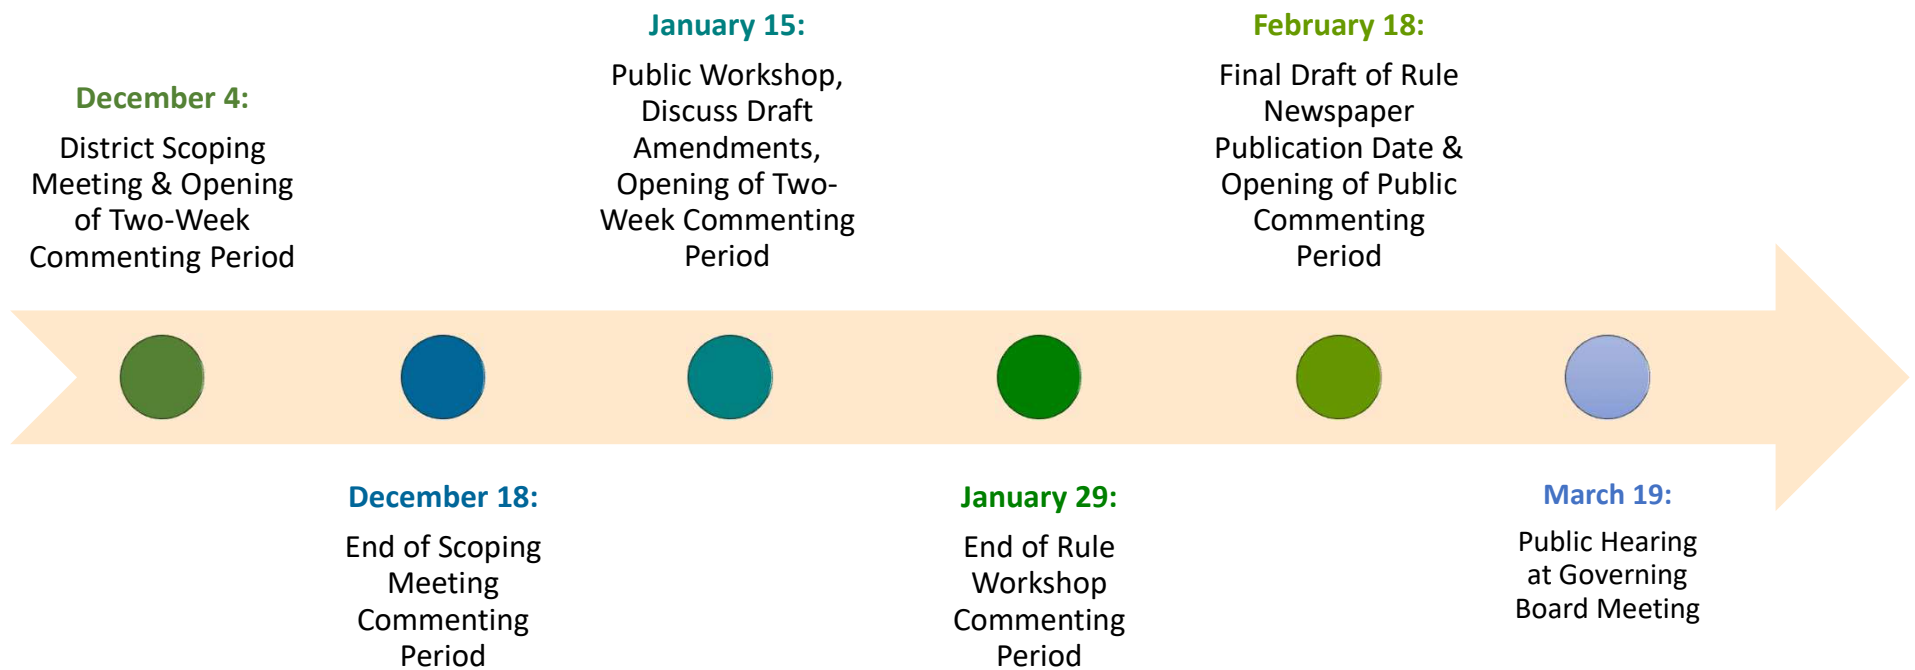 December 4:
District Scoping
Meeting & Opening
of Two-Week
Commenting Period
December 18:
End of Scoping
Meeting
Commenting
Period
January 15:
Public Workshop,
Discuss Draft
Amendments,
Opening of Two-
Week Commenting
Period
January 29:
End of Rule
Workshop
Commenting
Period
February 18:
Final Draft of Rule
Newspaper
Publication Date &
Opening of Public
Commenting
Period
March 19:
Public Hearing
at Governing
Board Meeting